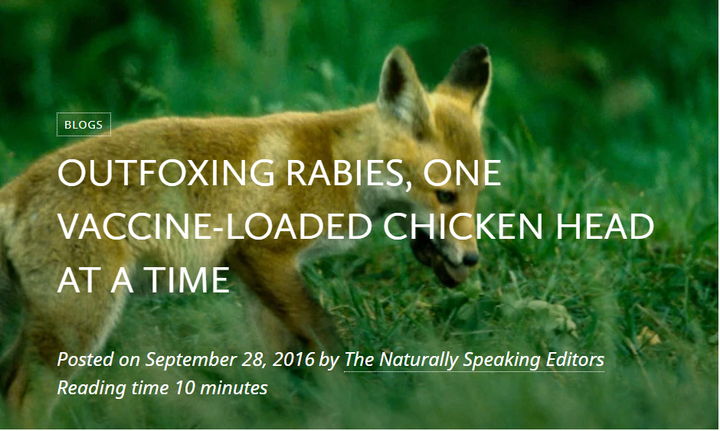 BLOGS
OUTFOXING RABIES, ONE
VACCINE-LOADED CHICKEN HEAD
AT A TIME
Posted on September 28, 2016 by The Naturally Speaking Editors
Reading time 10 minutes